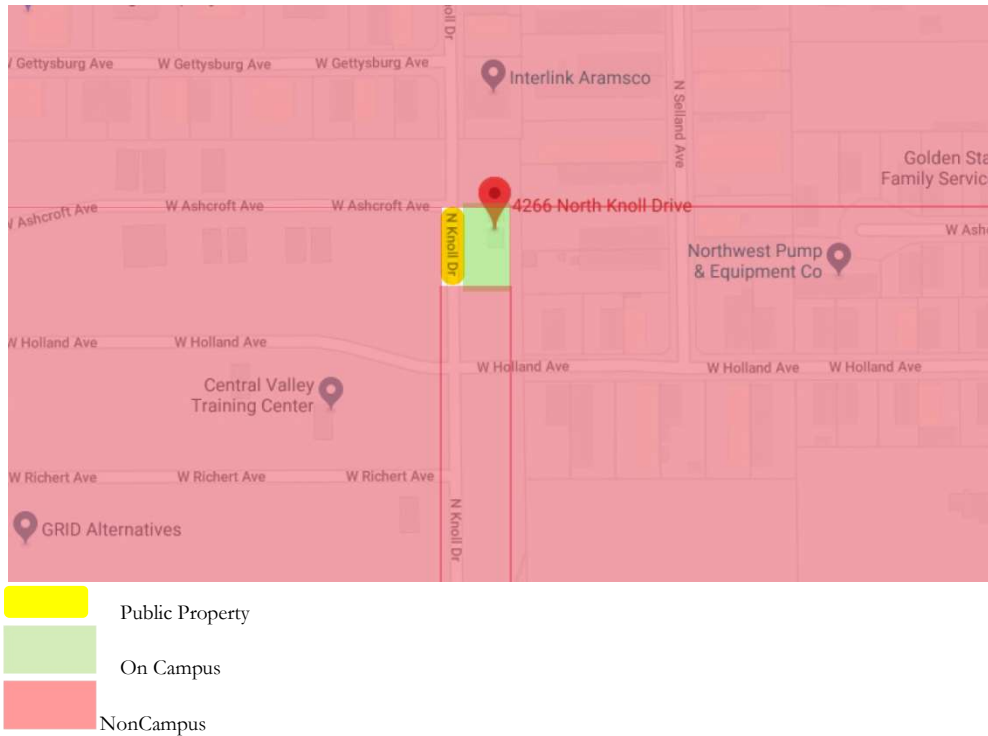 oll Dr
W Gettysburg Ave
W Gettysburg Ave
W Gettysburg Ave
Interlink Aramsco
N Selland Ave
Golden Sta
Family Servic
4266 North Knoll Drive
W Ashcroft Ave
W Ashcroft Ave
W Ashcroft Ave
N Knoll Dr
W Ash
Northwest Pump
& Equipment Co
W Holland Ave
W Holland Ave
W Holland Ave
W Holland Ave
W Holland Ave
Central Valley
Training Center
W Richert Ave
W Richert Ave
W Richert Ave
N Knoll Dr
GRID Alternatives
Public Property
On Campus
NonCampus